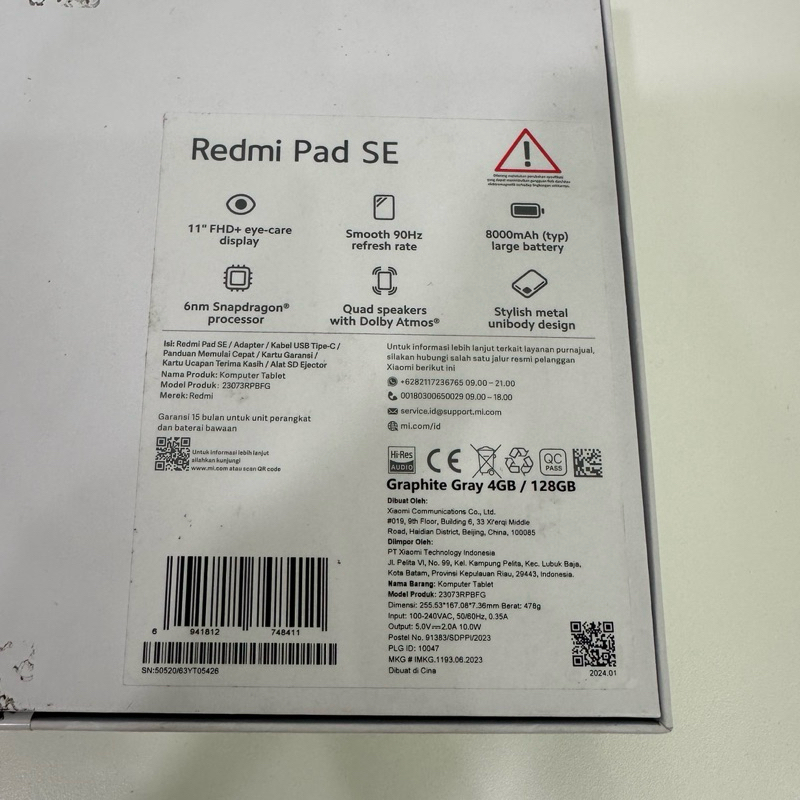 Redmi Pad SE
11" FHD+ eye-care
display
Smooth 90Hz
refresh rate
8000mAh (typ)
large battery
6nm Snapdragon®
processor
Quad speakers
with Dolby Atmos®
Stylish metal
unibody design
Isi: Redmi Pad SE / Adapter / Kabel USB Tipe-C /
Panduan Memulai Cepat / Kartu Garansi /
Kartu Ucapan Terima Kasih / Alat SD Ejector
Nama Produk: Komputer Tablet
Model Produk: 23073RPBFG
Merek: Redmi
Garansi 15 bulan untuk unit perangkat
dan baterai bawaan
Untuk informasi lebih lanjut
silahkan kunjungi
www.mi.com atau scan QR code
6 941812 748411
SN:50520/63YT05426
Untuk informasi lebih lanjut terkait layanan purnajual,
silakan hubungi salah satu jalur resmi pelanggan
Xiaomi berikut ini
+6282117236765 09.00 – 21.00
00180300650029 09.00 – 18.00
service.id@support.mi.com
mi.com/id
Hi-Res
AUDIO
CE
QC
PASS
Graphite Gray 4GB / 128GB
Dibuat Oleh:
Xiaomi Communications Co., Ltd.
#019, 9th Floor, Building 6, 33 Xi'erqi Middle
Road, Haidian District, Beijing, China, 100085
Diimpor Oleh:
PT Xiaomi Technology Indonesia
Jl. Pelita VI, No. 99, Kel. Kampung Pelita, Kec. Lubuk Baja,
Kota Batam, Provinsi Kepulauan Riau, 29443, Indonesia.
Nama Barang: Komputer Tablet
Model Produk: 23073RPBFG
Dimensi: 255.53*167.08*7.36mm Berat: 478g
Input: 100-240VAC, 50/60Hz, 0.35A
Output: 5.0V⎓2.0A 10.0W
Postel No. 91383/SDPPI/2023
PLG ID: 10047
MKG # IMKG.1193.06.2023
Dibuat di Cina
2024.01